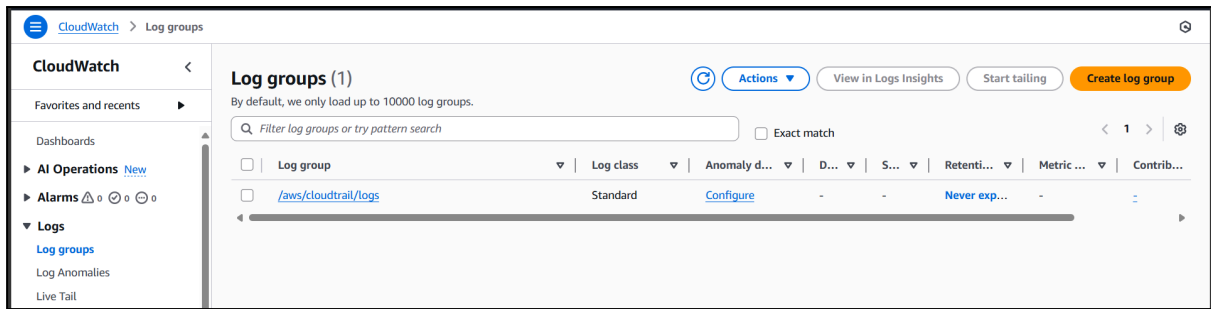 CloudWatch > Log groups
CloudWatch
Favorites and recents
Dashboards
AI Operations New
Alarms 0 0 0
Logs
Log groups
Log Anomalies
Live Tail
Log groups (1)
Actions
View in Logs Insights
Start tailing
Create log group
By default, we only load up to 10000 log groups.
Filter log groups or try pattern search
Exact match
< 1 >
Log group | Log class | Anomaly d... | D... | S... | Retenti... | Metric ... | Contrib...
/aws/cloudtrail/logs Standard Configure - - Never exp... - -